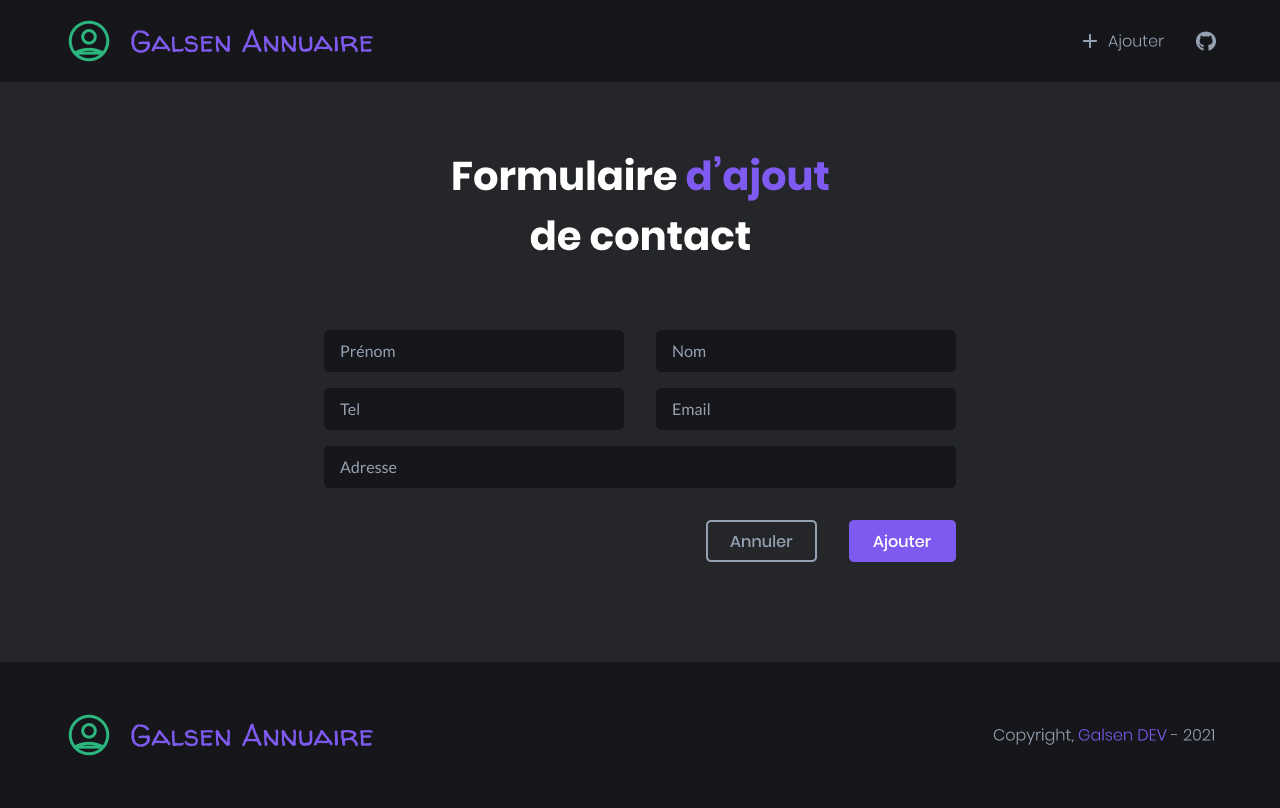 Galsen Annuaire
Ajouter
Formulaire d’ajout
de contact
Prénom
Nom
Tel
Email
Adresse
Annuler
Ajouter
Galsen Annuaire
Copyright, Galsen DEV - 2021